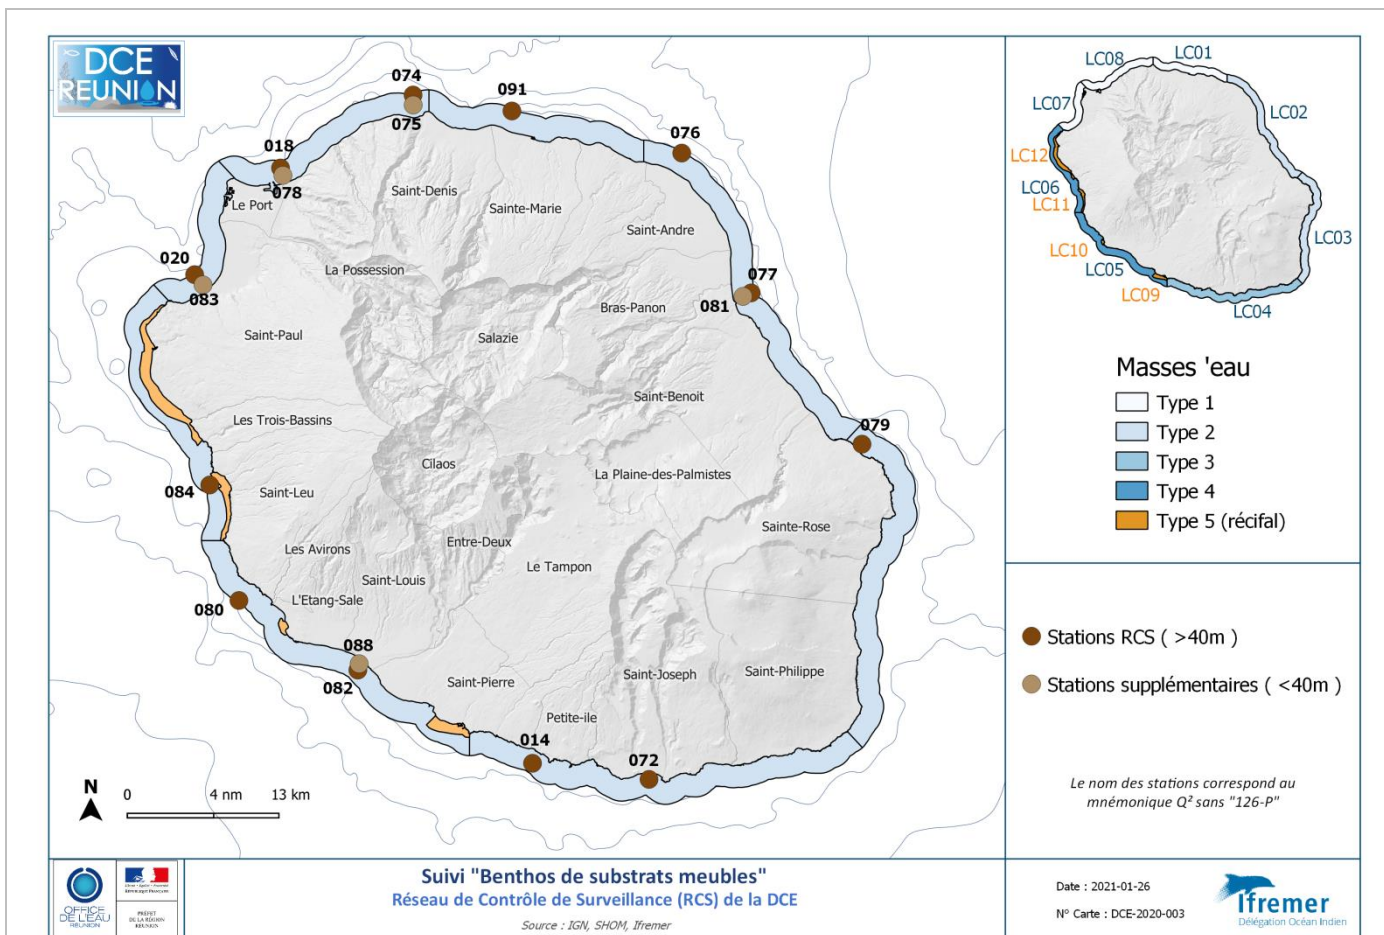 DCE
REUNION
074
075
091
076
018
078
020
083
077
081
079
084
080
088
082
014
072
Le Port
Saint-Denis
Sainte-Marie
Saint-André
La Possession
Bras-Panon
Saint-Paul
Salazie
Saint-Benoit
Les Trois-Bassins
Cilaos
La Plaine-des-Palmistes
Saint-Leu
Sainte-Rose
Les Avirons
Entre-Deux
Le Tampon
Saint-Louis
L'Etang-Sale
Saint-Pierre
Saint-Joseph
Saint-Philippe
Petite-ile
N
0 4 nm 13 km
LC08
LC01
LC07
LC02
LC12
LC06
LC11
LC10
LC05
LC03
LC09
LC04
Masses 'eau
Type 1
Type 2
Type 3
Type 4
Type 5 (récifal)
Stations RCS ( >40m )
Stations supplémentaires ( <40m )
Le nom des stations correspond au
mnémonique Q² sans "126-P"
OFFICE
DE L'EAU
RÉUNION
PRÉFET
DE LA RÉGION
RÉUNION
Suivi "Benthos de substrats meubles"
Réseau de Contrôle de Surveillance (RCS) de la DCE
Source : IGN, SHOM, Ifremer
Date : 2021-01-26
N° Carte : DCE-2020-003
Ifremer
Délégation Océan Indien